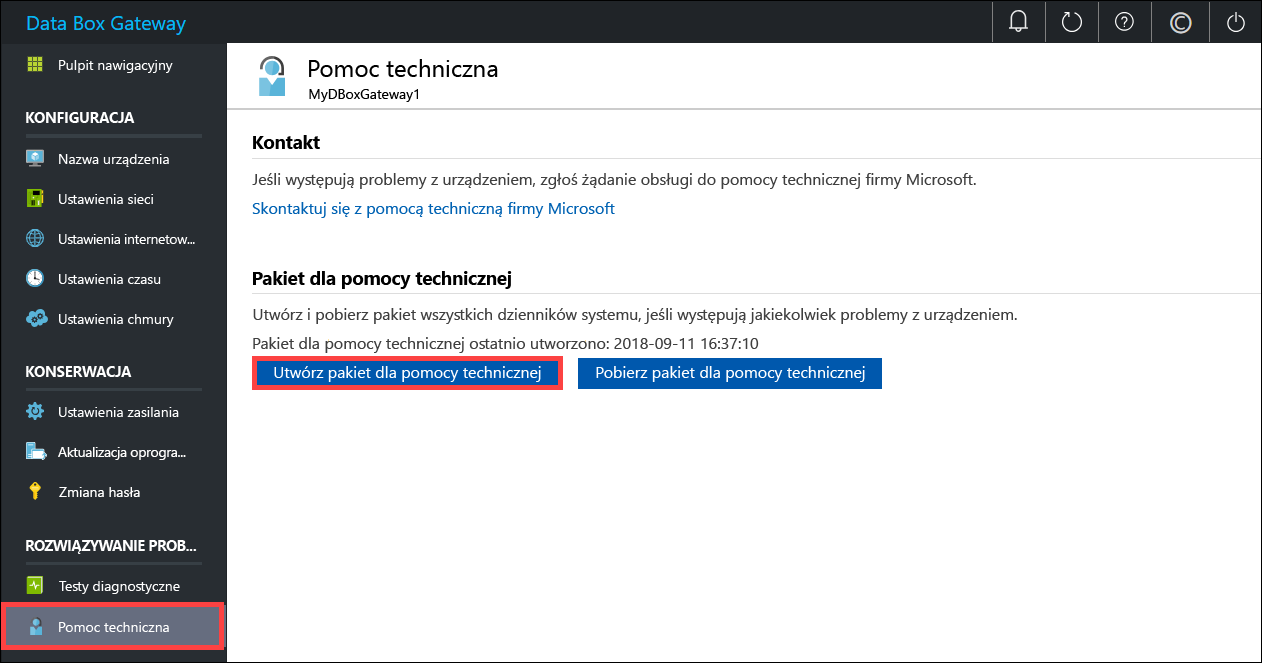 Data Box Gateway
Pulpit nawigacyjny
KONFIGURACJA
Nazwa urządzenia
Ustawienia sieci
Ustawienia internetow...
Ustawienia czasu
Ustawienia chmury
KONSERWACJA
Ustawienia zasilania
Aktualizacja oprogra...
Zmiana hasła
ROZWIĄZYWANIE PROB...
Testy diagnostyczne
Pomoc techniczna
Pomoc techniczna
MyDBoxGateway1
Kontakt
Jeśli występują problemy z urządzeniem, zgłoś żądanie obsługi do pomocy technicznej firmy Microsoft.
Skontaktuj się z pomocą techniczną firmy Microsoft
Pakiet dla pomocy technicznej
Utwórz i pobierz pakiet wszystkich dzienników systemu, jeśli występują jakiekolwiek problemy z urządzeniem.
Pakiet dla pomocy technicznej ostatnio utworzono: 2018-09-11 16:37:10
Utwórz pakiet dla pomocy technicznej
Pobierz pakiet dla pomocy technicznej